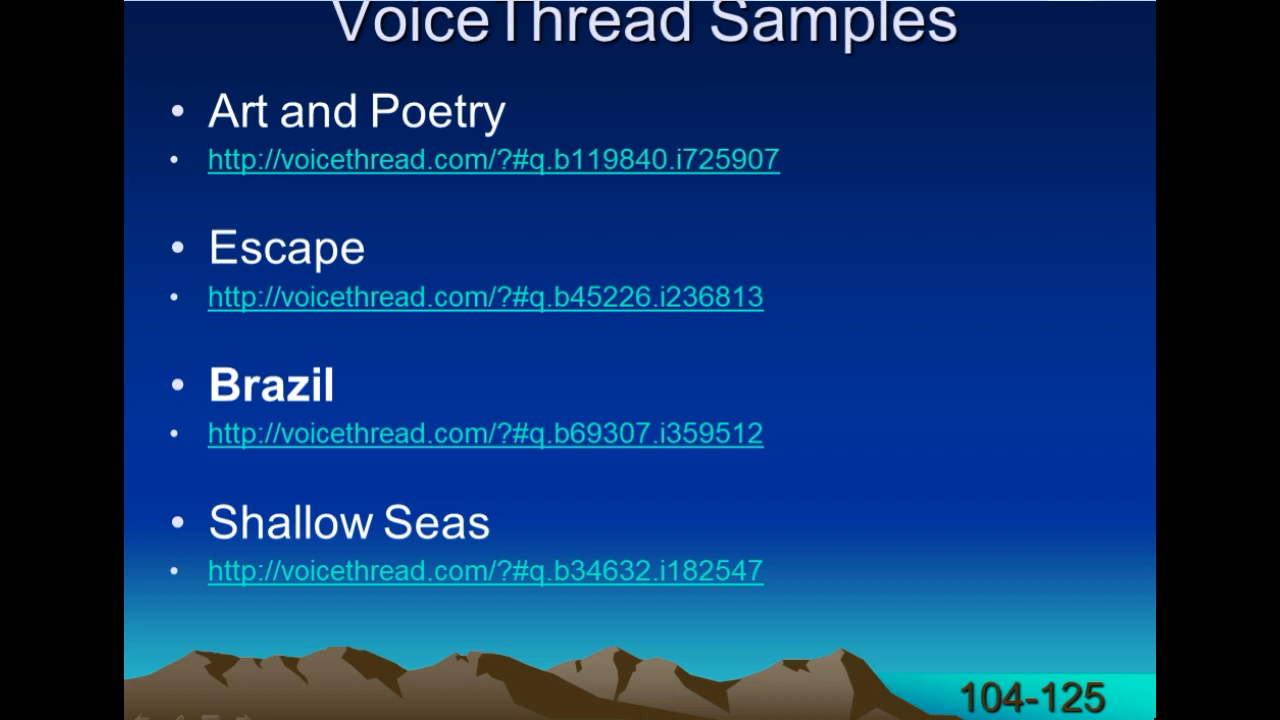 VoiceThread Samples
• Art and Poetry
• http://voicethread.com/?#q.b119840.i725907
• Escape
• http://voicethread.com/?#q.b45226.i236813
• Brazil
• http://voicethread.com/?#q.b69307.i359512
• Shallow Seas
• http://voicethread.com/?#q.b34632.i182547
104-125